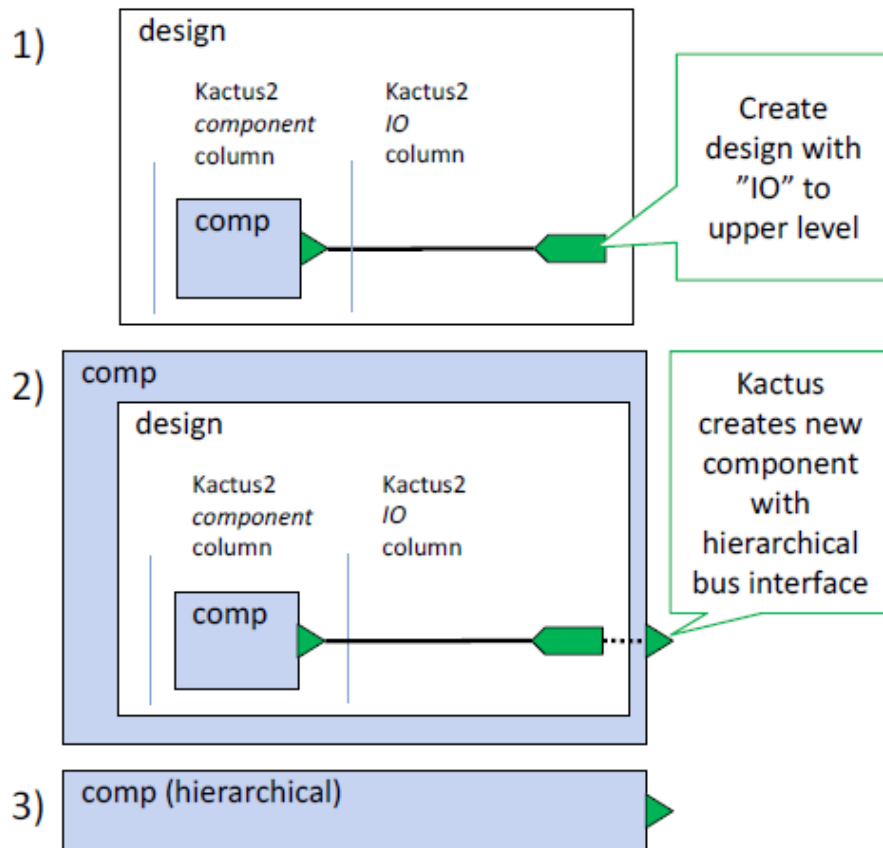 1)
design
Kactus2
component
column
Kactus2
IO
column
comp
Create
design with
”IO” to
upper level
2)
comp
design
Kactus2
component
column
Kactus2
IO
column
comp
Kactus
creates new
component
with
hierarchical
bus interface
3)
comp (hierarchical)